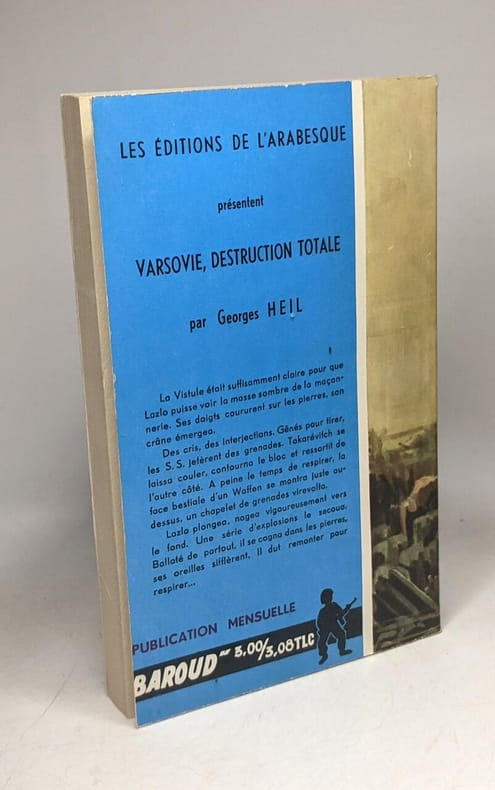 LES ÉDITIONS DE L'ARABESQUE
présentent
VARSOVIE, DESTRUCTION TOTALE
par Georges HEIL
La Vistule était suffisamment claire pour que
Lazlo puisse voir la masse sombre de la maçon-
nerie. Ses doigts coururent sur les pierres, son
crâne émergea.
Des cris, des interjections. Gênés pour tirer,
les S.S. jetèrent des grenades. Takarévitch se
laissa couler, contourna le bloc et ressortit de
l'autre côté. A peine le temps de respirer, la
face bestiale d'un Waffen se montra juste au-
dessus, un chapelet de grenades virevolta.
Lazlo plongea, nagea vigoureusement vers
le fond. Une série d'explosions le secoua.
Balloté de partout, il se cogna dans les pierres,
ses oreilles sifflèrent. Il dut remonter pour
respirer...
PUBLICATION MENSUELLE
BAROUD 3.00/3,08TLC